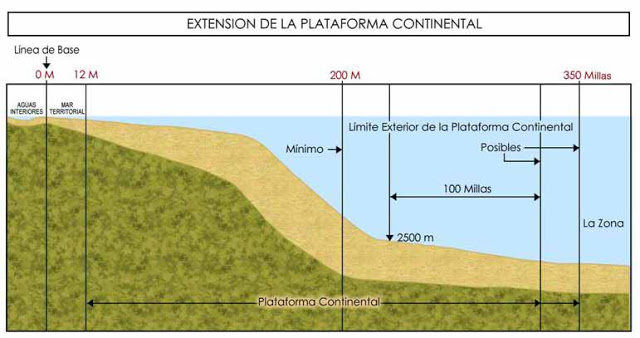 EXTENSION DE LA PLATAFORMA CONTINENTAL
Línea de Base
0 M
12 M
200 M
350 Millas
AGUAS
INTERIORES
MAR
TERRITORIAL
Límite Exterior de la Plataforma Continental
Mínimo
Posibles
100 Millas
La Zona
2500 m
Plataforma Continental